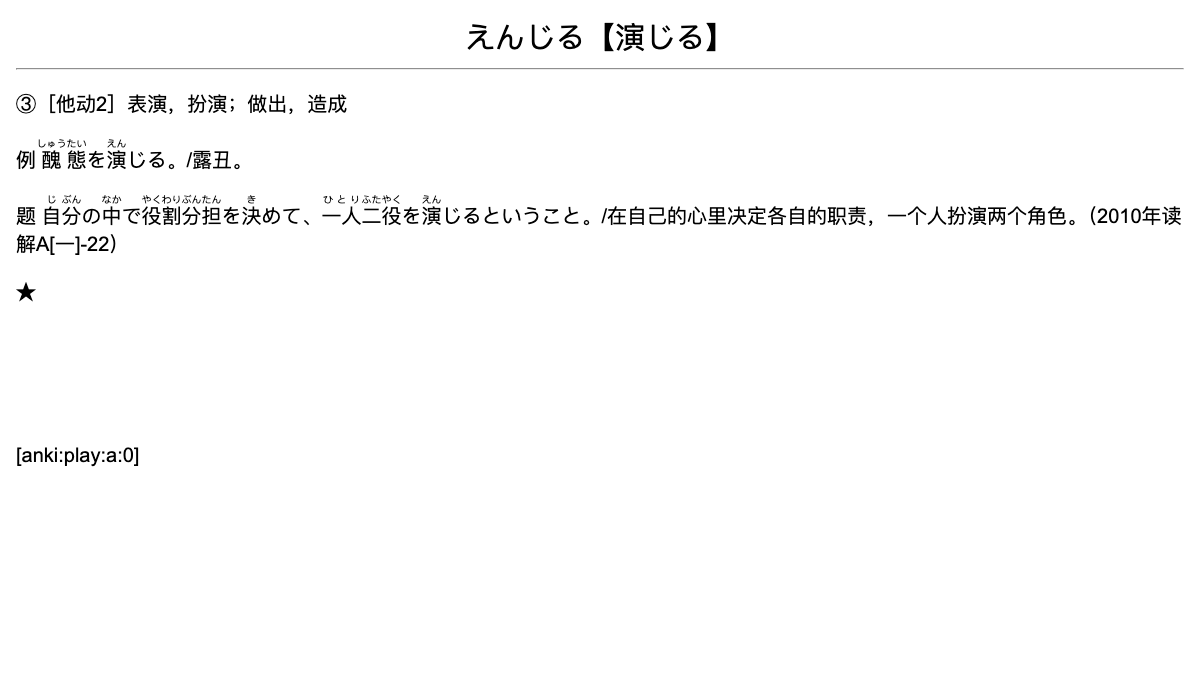 えんじる【演じる】
③［他动2］表演，扮演；做出，造成
しゅうたい えん
例 醜態を演じる。/露丑。
じ ぶん なか やくわりぶんたん き ひとりふたやく えん
题 自分の中で役割分担を決めて、一人二役を演じるということ。/在自己的心里决定各自的职责，一个人扮演两个角色。（2010年读
解A[一]-22）
★
[anki:play:a:0]